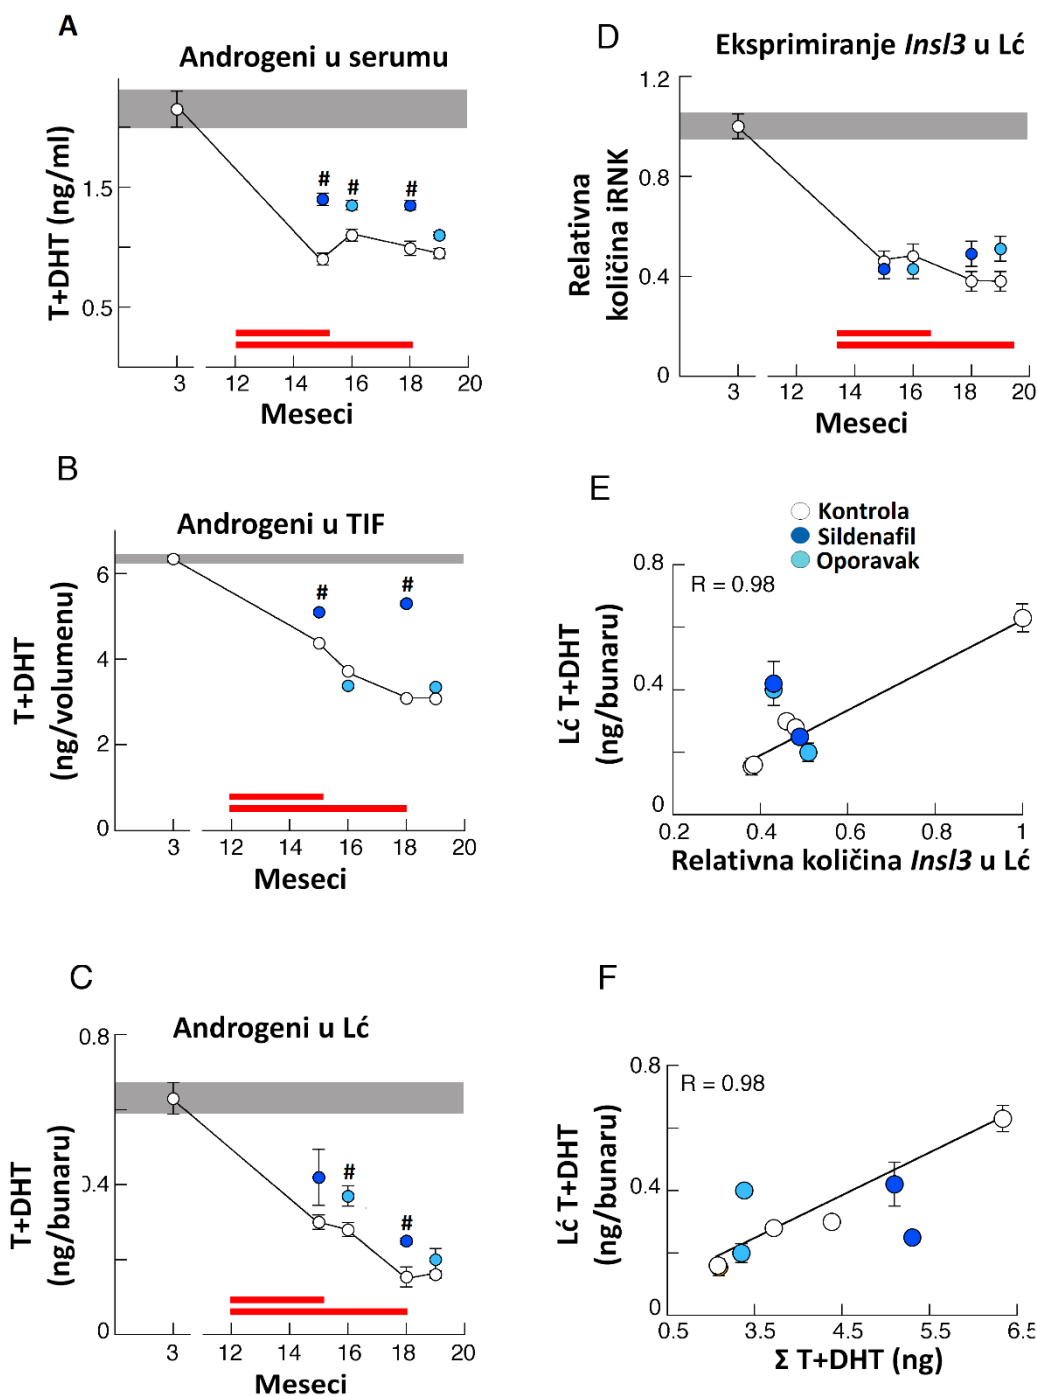 A
Androgeni u serumu
T+DHT (ng/ml)
1.5
0.5
# # #
3 12 14 16 18 20
Meseci
B
Androgeni u TIF
T+DHT
(ng/volumenu)
6
4
2
0
# #
3 12 14 16 18 20
Meseci
C
Androgeni u Lć
T+DHT
(ng/bunaru)
0.8
0.4
0
# #
3 12 14 16 18 20
Meseci
D
Eksprimiranje Insl3 u Lć
Relativna
količina iRNK
1.2
0.8
0.4
0
3 12 14 16 18 20
Meseci
E
Kontrola
Sildenafil
Oporavak
R = 0.98
Lć T+DHT
(ng/bunaru)
0.8
0.4
0
0.2 0.4 0.6 0.8 1
Relativna količina Insl3 u Lć
F
R = 0.98
Lć T+DHT
(ng/bunaru)
0.8
0.4
0
0.5 3.5 4.5 5.5 6.5
Σ T+DHT (ng)